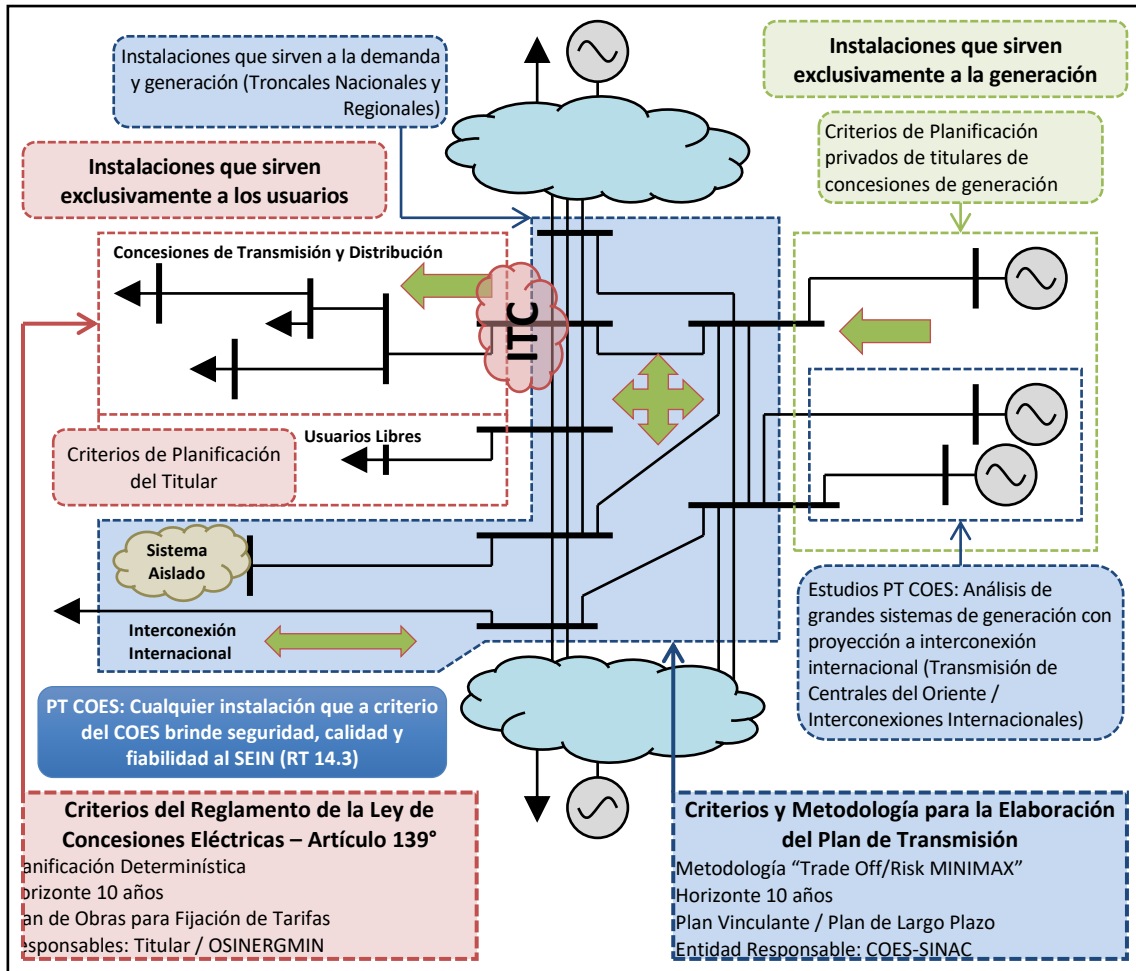 Instalaciones que sirven a la demanda
y generación (Troncales Nacionales y
Regionales)
Instalaciones que sirven
exclusivamente a la generación
Criterios de Planificación
privados de titulares de
concesiones de generación
Instalaciones que sirven
exclusivamente a los usuarios
Concesiones de Transmisión y Distribución
ITC
Usuarios Libres
Criterios de Planificación
del Titular
Sistema
Aislado
Interconexión
Internacional
Estudios PT COES: Análisis de
grandes sistemas de generación con
proyección a interconexión
internacional (Transmisión de
Centrales del Oriente /
Interconexiones Internacionales)
PT COES: Cualquier instalación que a criterio
del COES brinde seguridad, calidad y
fiabilidad al SEIN (RT 14.3)
Criterios del Reglamento de la Ley de
Concesiones Eléctricas – Artículo 139°
lanificación Determinística
orizonte 10 años
an de Obras para Fijación de Tarifas
esponsables: Titular / OSINERGMIN
Criterios y Metodología para la Elaboración
del Plan de Transmisión
Metodología “Trade Off/Risk MINIMAX”
Horizonte 10 años
Plan Vinculante / Plan de Largo Plazo
Entidad Responsable: COES-SINAC